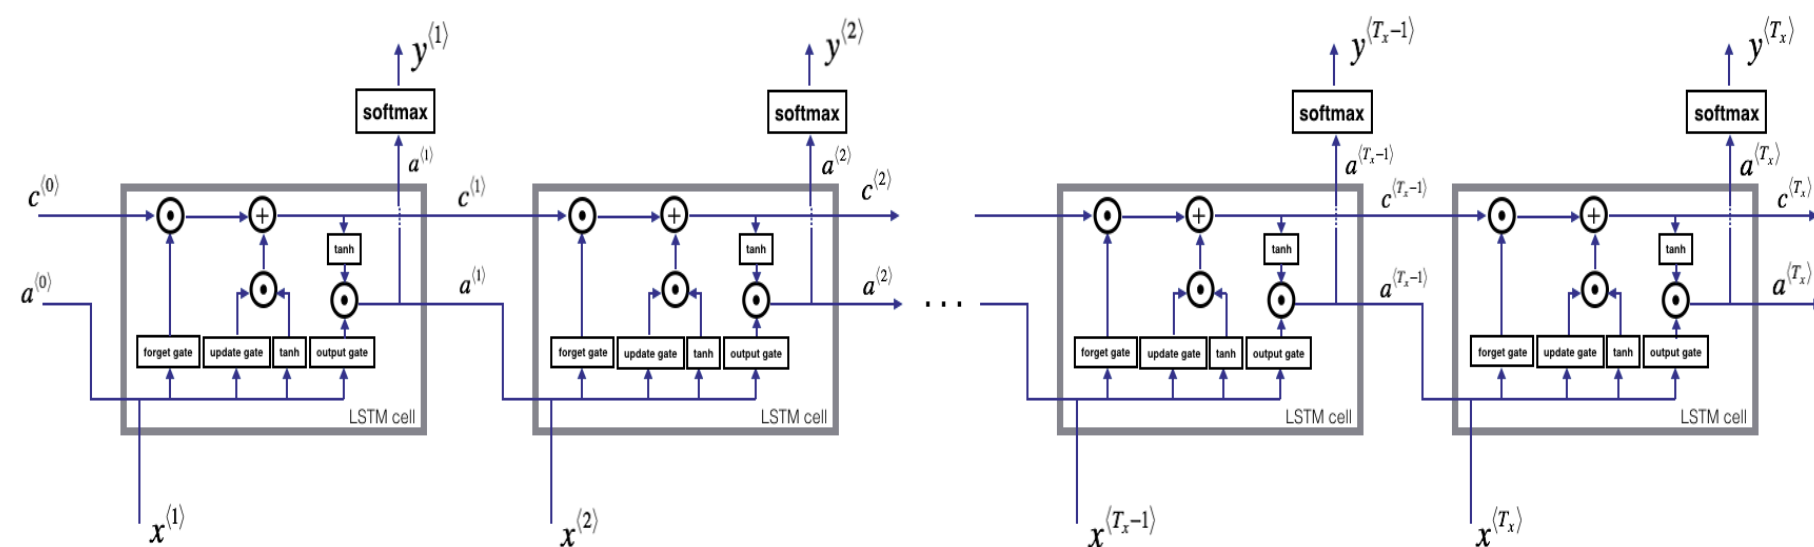 y⟨1⟩ y⟨2⟩ y⟨Tx−1⟩ y⟨Tx⟩
softmax softmax softmax softmax
a⟨1⟩ a⟨2⟩ a⟨Tx−1⟩ a⟨Tx⟩
c⟨0⟩ c⟨1⟩ c⟨2⟩ c⟨Tx−1⟩ c⟨Tx⟩
+ + + +
tanh tanh tanh tanh
a⟨0⟩ a⟨1⟩ a⟨2⟩ ... a⟨Tx−1⟩ a⟨Tx⟩
forget gate update gate tanh output gate forget gate update gate tanh output gate forget gate update gate tanh output gate forget gate update gate tanh output gate
LSTM cell LSTM cell LSTM cell LSTM cell
x⟨1⟩ x⟨2⟩ x⟨Tx−1⟩ x⟨Tx⟩